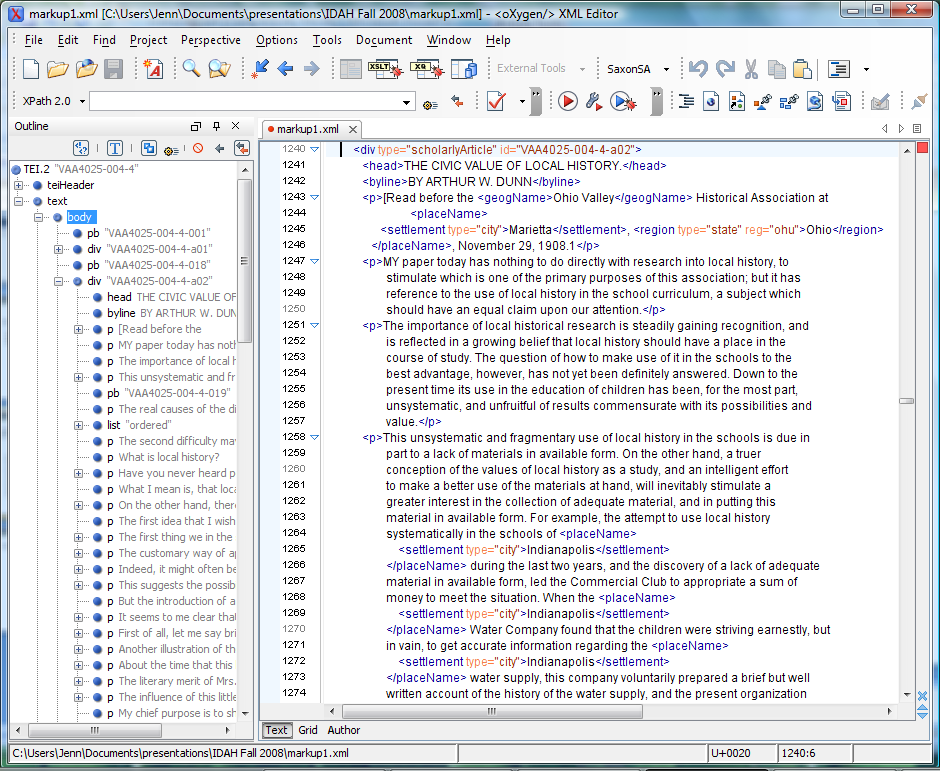 markup1.xml [C:\Users\Jenn\Documents\presentations\IDAH Fall 2008\markup1.xml] - <oXygen/> XML Editor
File Edit Find Project Perspective Options Tools Document Window Help
XSLT XQ External Tools SaxonSA
XPath 2.0
Outline
markup1.xml
TEI.2 "VAA4025-004-4"
teiHeader
text
body
pb "VAA4025-004-4-001"
div "VAA4025-004-4-a01"
pb "VAA4025-004-4-018"
div "VAA4025-004-4-a02"
head THE CIVIC VALUE OF
byline BY ARTHUR W. DUNN
p [Read before the
p MY paper today has noth
p The importance of local h
p This unsystematic and fr
pb "VAA4025-004-4-019"
p The real causes of the di
list "ordered"
p The second difficulty may
p What is local history?
p Have you never heard p
p What I mean is, that loca
p On the other hand, there
p The first idea that I wish
p The first thing we in the
p The customary way of ap
p Indeed, it might often be
p This suggests the possib
p But the introduction of a
p It seems to me clear that
p First of all, let me say bri
p Another illustration of th
p About the time that this
p The literary merit of Mrs.
p The influence of this little
p My chief purpose is to sh
1240 <div type="scholarlyArticle" id="VAA4025-004-4-a02">
1241 <head>THE CIVIC VALUE OF LOCAL HISTORY.</head>
1242 <byline>BY ARTHUR W. DUNN</byline>
1243 <p>[Read before the <geogName>Ohio Valley</geogName> Historical Association at
1244 <placeName>
1245 <settlement type="city">Marietta</settlement>, <region type="state" reg="ohu">Ohio</region>
1246 </placeName>, November 29, 1908.1</p>
1247 <p>MY paper today has nothing to do directly with research into local history, to
1248 stimulate which is one of the primary purposes of this association; but it has
1249 reference to the use of local history in the school curriculum, a subject which
1250 should have an equal claim upon our attention.</p>
1251 <p>The importance of local historical research is steadily gaining recognition, and
1252 is reflected in a growing belief that local history should have a place in the
1253 course of study. The question of how to make use of it in the schools to the
1254 best advantage, however, has not yet been definitely answered. Down to the
1255 present time its use in the education of children has been, for the most part,
1256 unsystematic, and unfruitful of results commensurate with its possibilities and
1257 value.</p>
1258 <p>This unsystematic and fragmentary use of local history in the schools is due in
1259 part to a lack of materials in available form. On the other hand, a truer
1260 conception of the values of local history as a study, and an intelligent effort
1261 to make a better use of the materials at hand, will inevitably stimulate a
1262 greater interest in the collection of adequate material, and in putting this
1263 material in available form. For example, the attempt to use local history
1264 systematically in the schools of <placeName>
1265 <settlement type="city">Indianapolis</settlement>
1266 </placeName> during the last two years, and the discovery of a lack of adequate
1267 material in available form, led the Commercial Club to appropriate a sum of
1268 money to meet the situation. When the <placeName>
1269 <settlement type="city">Indianapolis</settlement>
1270 </placeName> Water Company found that the children were striving earnestly, but
1271 in vain, to get accurate information regarding the <placeName>
1272 <settlement type="city">Indianapolis</settlement>
1273 </placeName> water supply, this company voluntarily prepared a brief but well
1274 written account of the history of the water supply, and the present organization
Text Grid Author
C:\Users\Jenn\Documents\presentations\IDAH Fall 2008\markup1.xml U+0020 1240:6